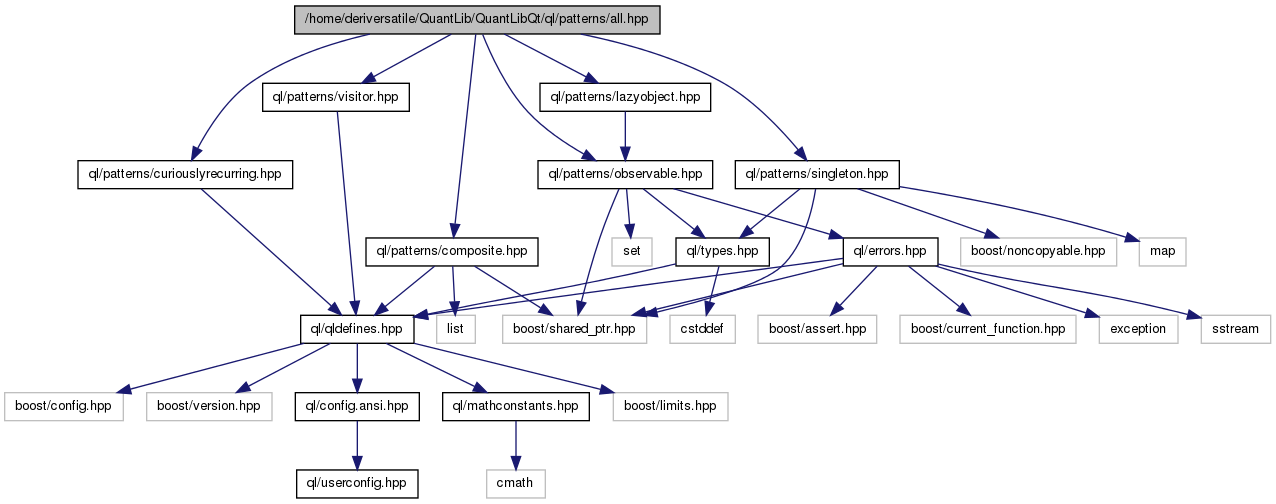 /home/deriversatile/QuantLib/QuantLibQt/ql/patterns/all.hpp
ql/patterns/visitor.hpp
ql/patterns/lazyobject.hpp
ql/patterns/curiouslyrecurring.hpp
ql/patterns/observable.hpp
ql/patterns/singleton.hpp
ql/patterns/composite.hpp
set
ql/types.hpp
ql/errors.hpp
boost/noncopyable.hpp
map
ql/qldefines.hpp
list
boost/shared_ptr.hpp
cstddef
boost/assert.hpp
boost/current_function.hpp
exception
sstream
boost/config.hpp
boost/version.hpp
ql/config.ansi.hpp
ql/mathconstants.hpp
boost/limits.hpp
ql/userconfig.hpp
cmath